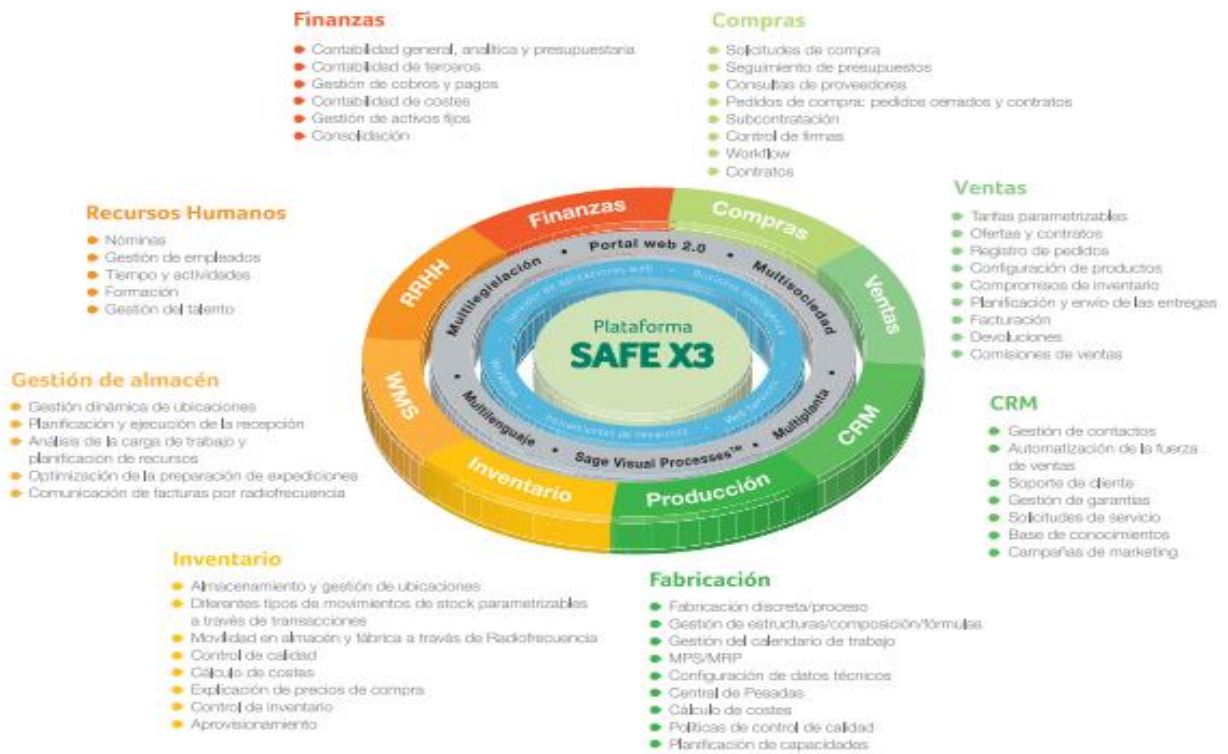 Finanzas
Contabilidad general, analítica y presupuestaria
Contabilidad de terceros
Gestión de cobros y pagos
Contabilidad de costes
Gestión de activos fijos
Consolidación
Compras
Solicitudes de compra
Seguimiento de presupuestos
Consultas de proveedores
Pedidos de compra: pedidos cerrados y contratos
Subcontratación
Control de firmas
Workflow
Contratos
Recursos Humanos
Nóminas
Gestión de empleados
Tiempo y actividades
Formación
Gestión del talento
Ventas
Tarifas parametrizables
Ofertas y contratos
Registro de pedidos
Configuración de productos
Compromisos de inventario
Planificación y envío de las entregas
Facturación
Devoluciones
Comisiones de ventas
Finanzas
Compras
Ventas
CRM
Producción
Inventario
WMS
RRHH
Portal web 2.0
Multisociedad
Multiplanta
Sage Visual Processes™
Multilenguaje
Multilegislación
Servidor de aplicaciones web
Business Intelligence
Web Services
Workflow
Plataforma
SAFE X3
Gestión de almacén
Gestión dinámica de ubicaciones
Planificación y ejecución de la recepción
Análisis de la carga de trabajo y
planificación de recursos
Optimización de la preparación de expediciones
Comunicación de facturas por radiofrecuencia
CRM
Gestión de contactos
Automatización de la fuerza
de ventas
Soporte de cliente
Gestión de garantías
Solicitudes de servicio
Base de conocimientos
Campañas de marketing
Inventario
Almacenamiento y gestión de ubicaciones
Diferentes tipos de movimientos de stock parametrizables
a través de transacciones
Movilidad en almacén y fábrica a través de Radiofrecuencia
Control de calidad
Cálculo de costes
Explicación de precios de compra
Control de inventario
Aprovisionamiento
Fabricación
Fabricación discreta/proceso
Gestión de estructuras/composición/fórmulas
Gestión del calendario de trabajo
MPS/MRP
Configuración de datos técnicos
Central de Pesadas
Cálculo de costes
Políticas de control de calidad
Planificación de capacidades